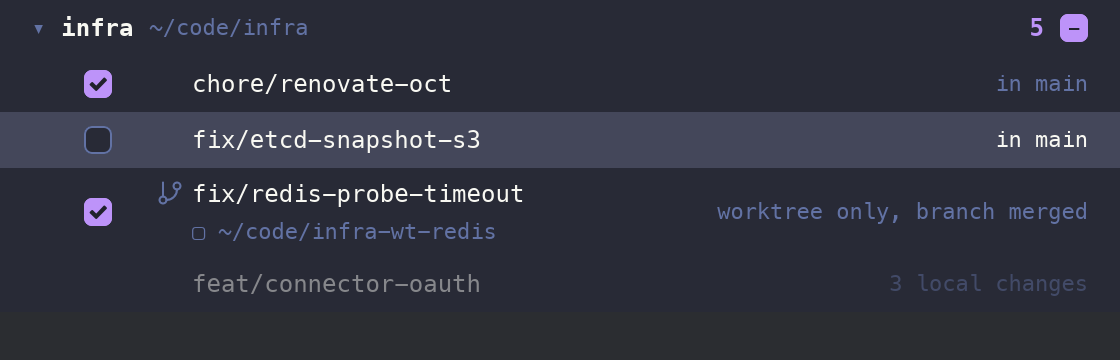 infra ~/code/infra 5
chore/renovate-oct in main
fix/etcd-snapshot-s3 in main
fix/redis-probe-timeout worktree only, branch merged
~/code/infra-wt-redis
feat/connector-oauth 3 local changes